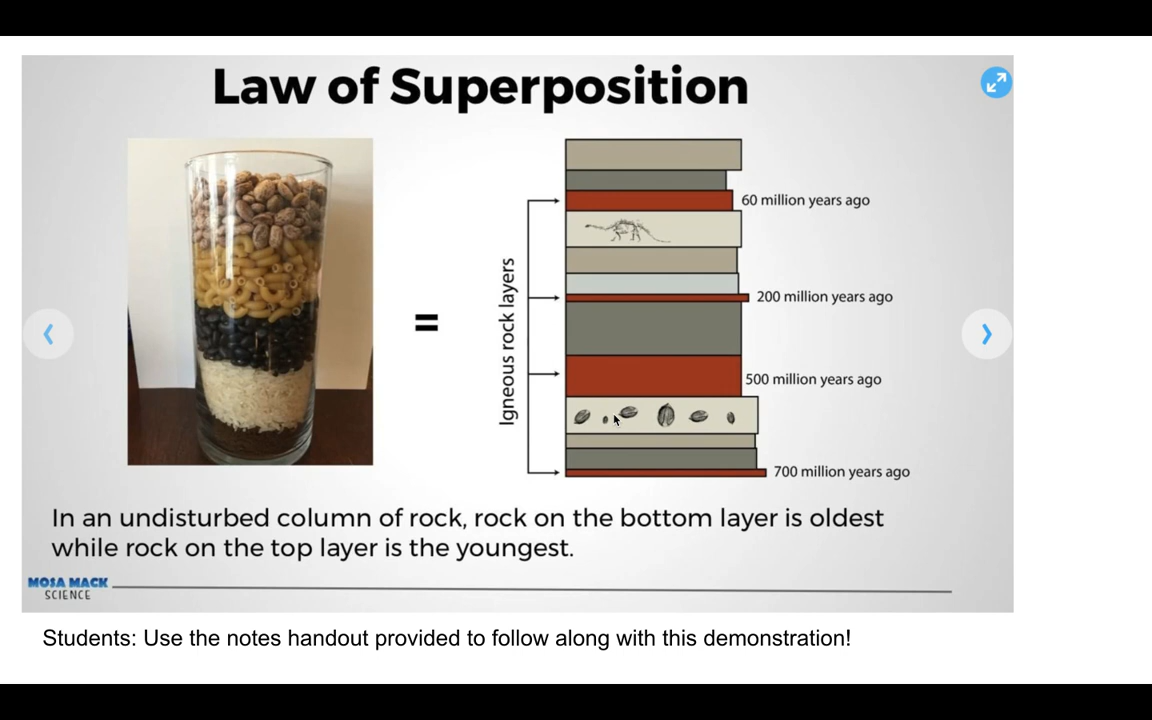 Law of Superposition
=
Igneous rock layers
60 million years ago
200 million years ago
500 million years ago
700 million years ago
In an undisturbed column of rock, rock on the bottom layer is oldest
while rock on the top layer is the youngest.
MOSA MACK
SCIENCE
Students: Use the notes handout provided to follow along with this demonstration!